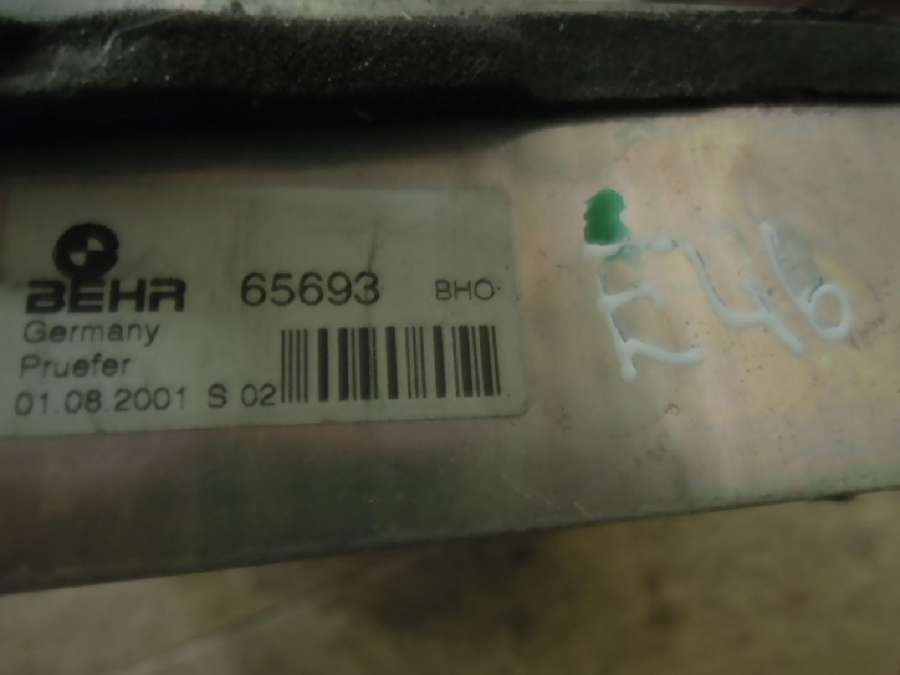 BEHR 65693 BHO
Germany
Pruefer
01.08.2001 S 02
E46